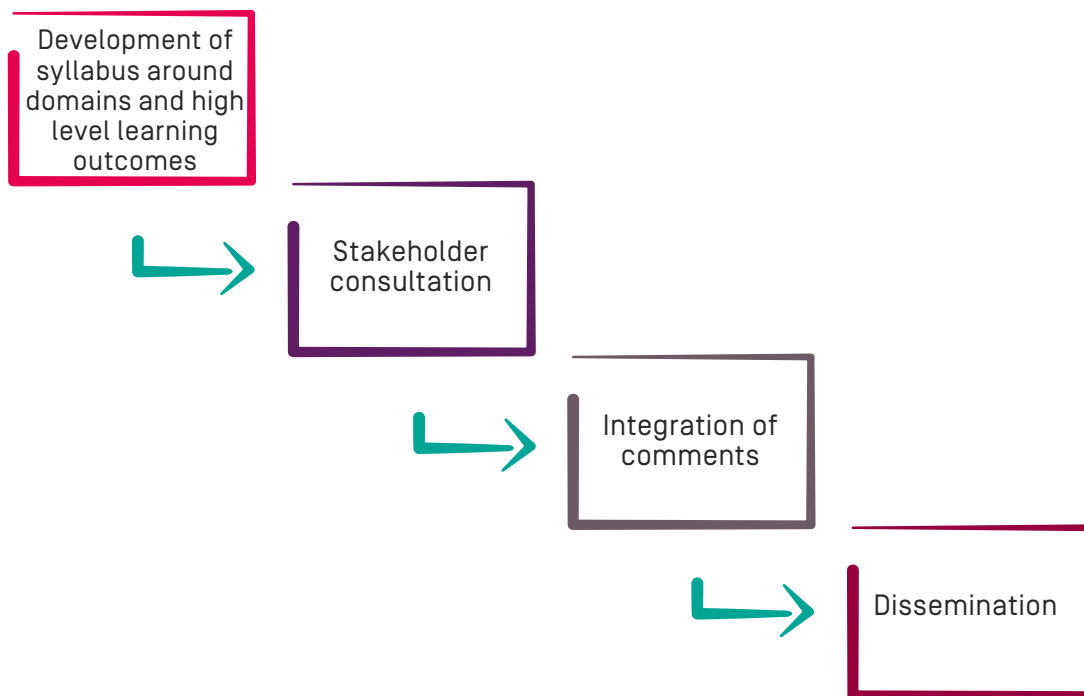 Development of
syllabus around
domains and high
level learning
outcomes
Stakeholder
consultation
Integration of
comments
Dissemination